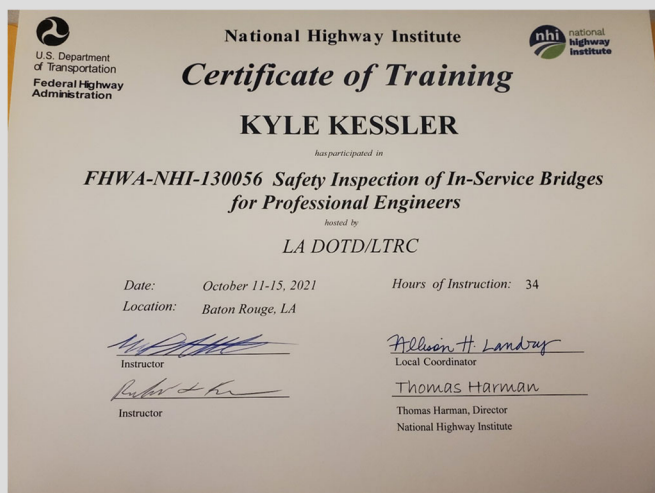 U.S. Department
of Transportation
Federal Highway
Administration
National Highway Institute
nhi national
highway
institute
Certificate of Training
KYLE KESSLER
has participated in
FHWA-NHI-130056 Safety Inspection of In-Service Bridges
for Professional Engineers
hosted by
LA DOTD/LTRC
Date: October 11-15, 2021
Hours of Instruction: 34
Location: Baton Rouge, LA
Instructor
Allison H. Landry
Local Coordinator
Instructor
Thomas Harman
Thomas Harman, Director
National Highway Institute